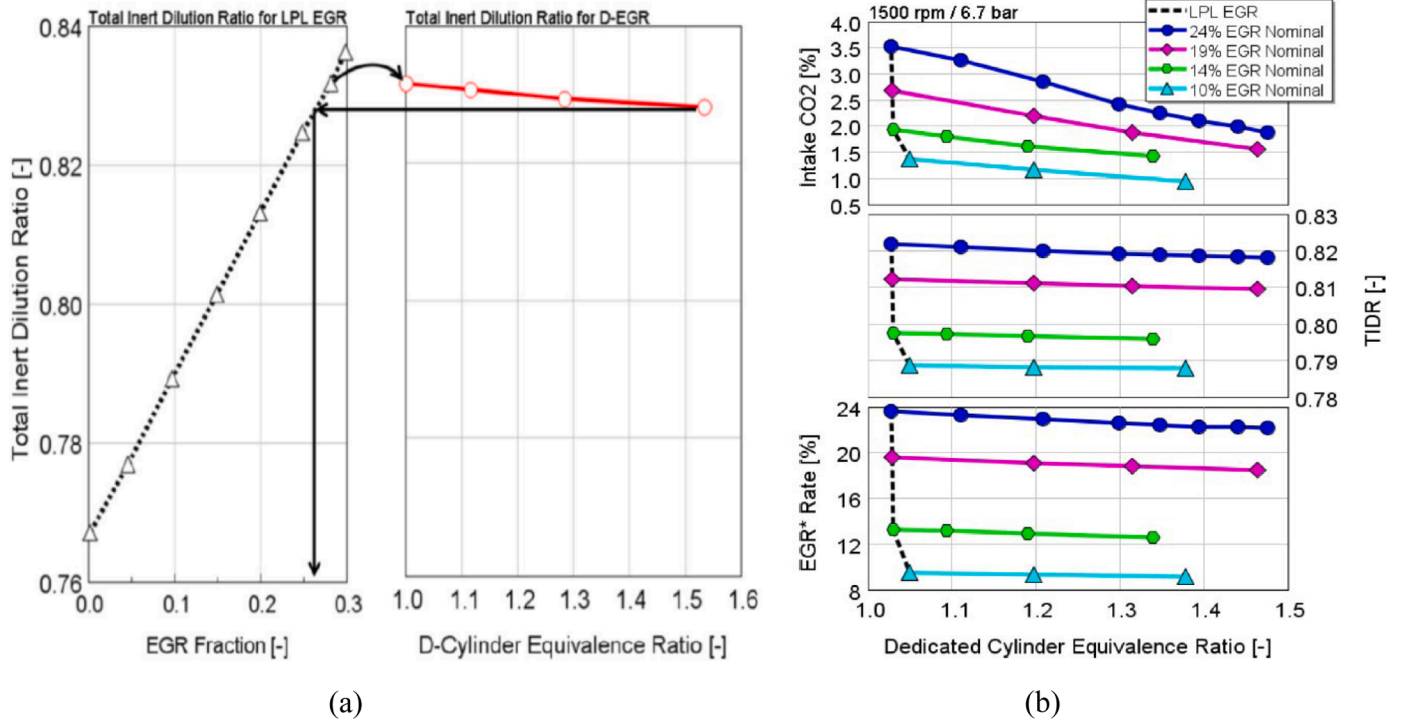 Total Inert Dilution Ratio for LPL EGR
Total Inert Dilution Ratio for D-EGR
0.84
0.82
0.80
0.78
0.76
Total Inert Dilution Ratio [-]
0.0 0.1 0.2 0.3
EGR Fraction [-]
1.0 1.1 1.2 1.3 1.4 1.5 1.6
D-Cylinder Equivalence Ratio [-]
(a)
1500 rpm / 6.7 bar
LPL EGR
24% EGR Nominal
19% EGR Nominal
14% EGR Nominal
10% EGR Nominal
4.0
3.5
3.0
2.5
2.0
1.5
1.0
0.5
Intake CO2 [%]
0.83
0.82
0.81
0.80
0.79
0.78
TIDR [-]
24
20
16
12
8
EGR* Rate [%]
1.0 1.1 1.2 1.3 1.4 1.5
Dedicated Cylinder Equivalence Ratio [-]
(b)